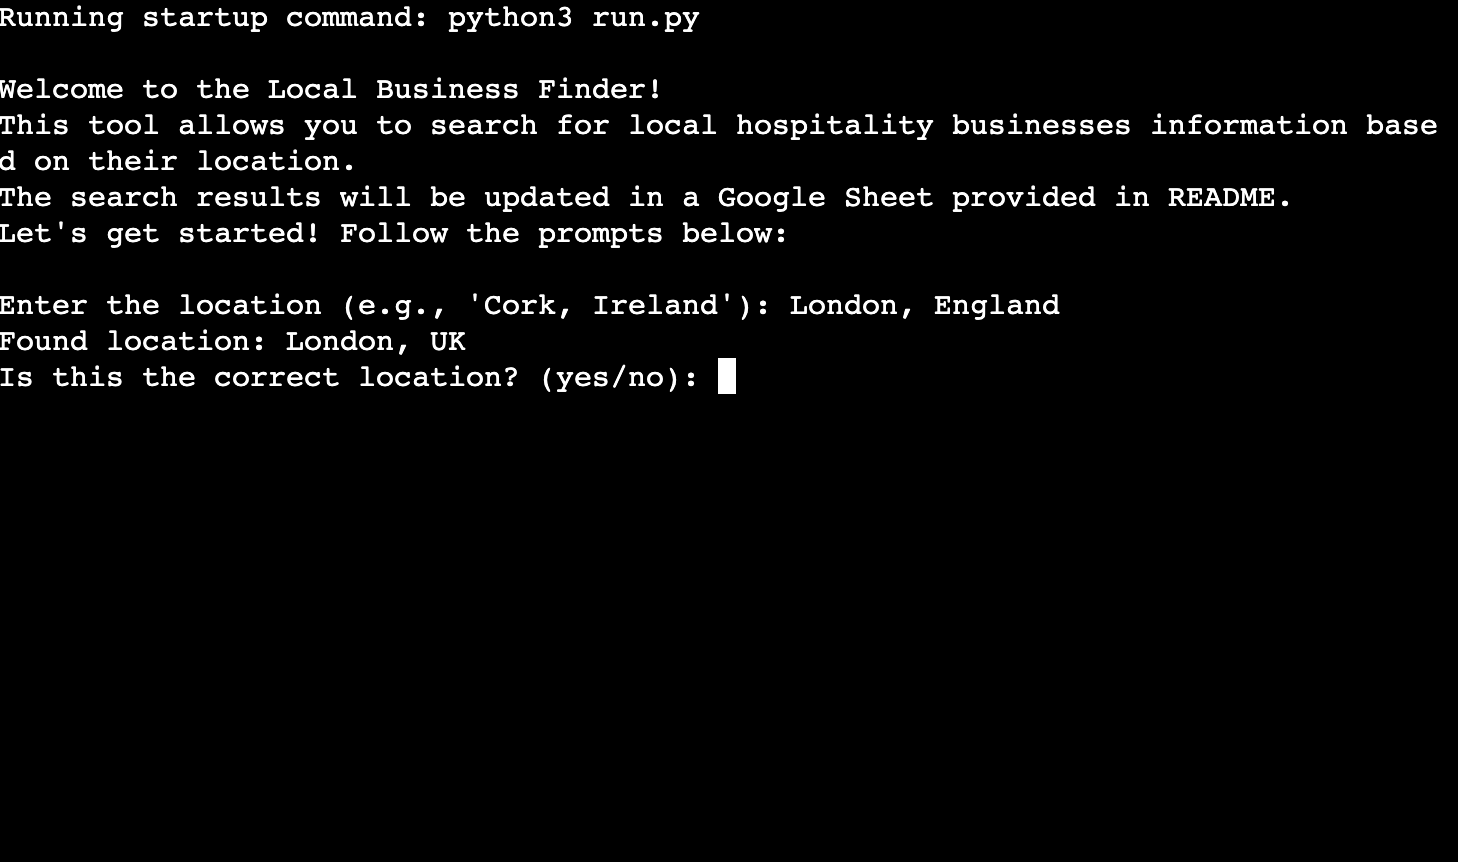 Running startup command: python3 run.py
Welcome to the Local Business Finder!
This tool allows you to search for local hospitality businesses information base
d on their location.
The search results will be updated in a Google Sheet provided in README.
Let's get started! Follow the prompts below:
Enter the location (e.g., 'Cork, Ireland'): London, England
Found location: London, UK
Is this the correct location? (yes/no):